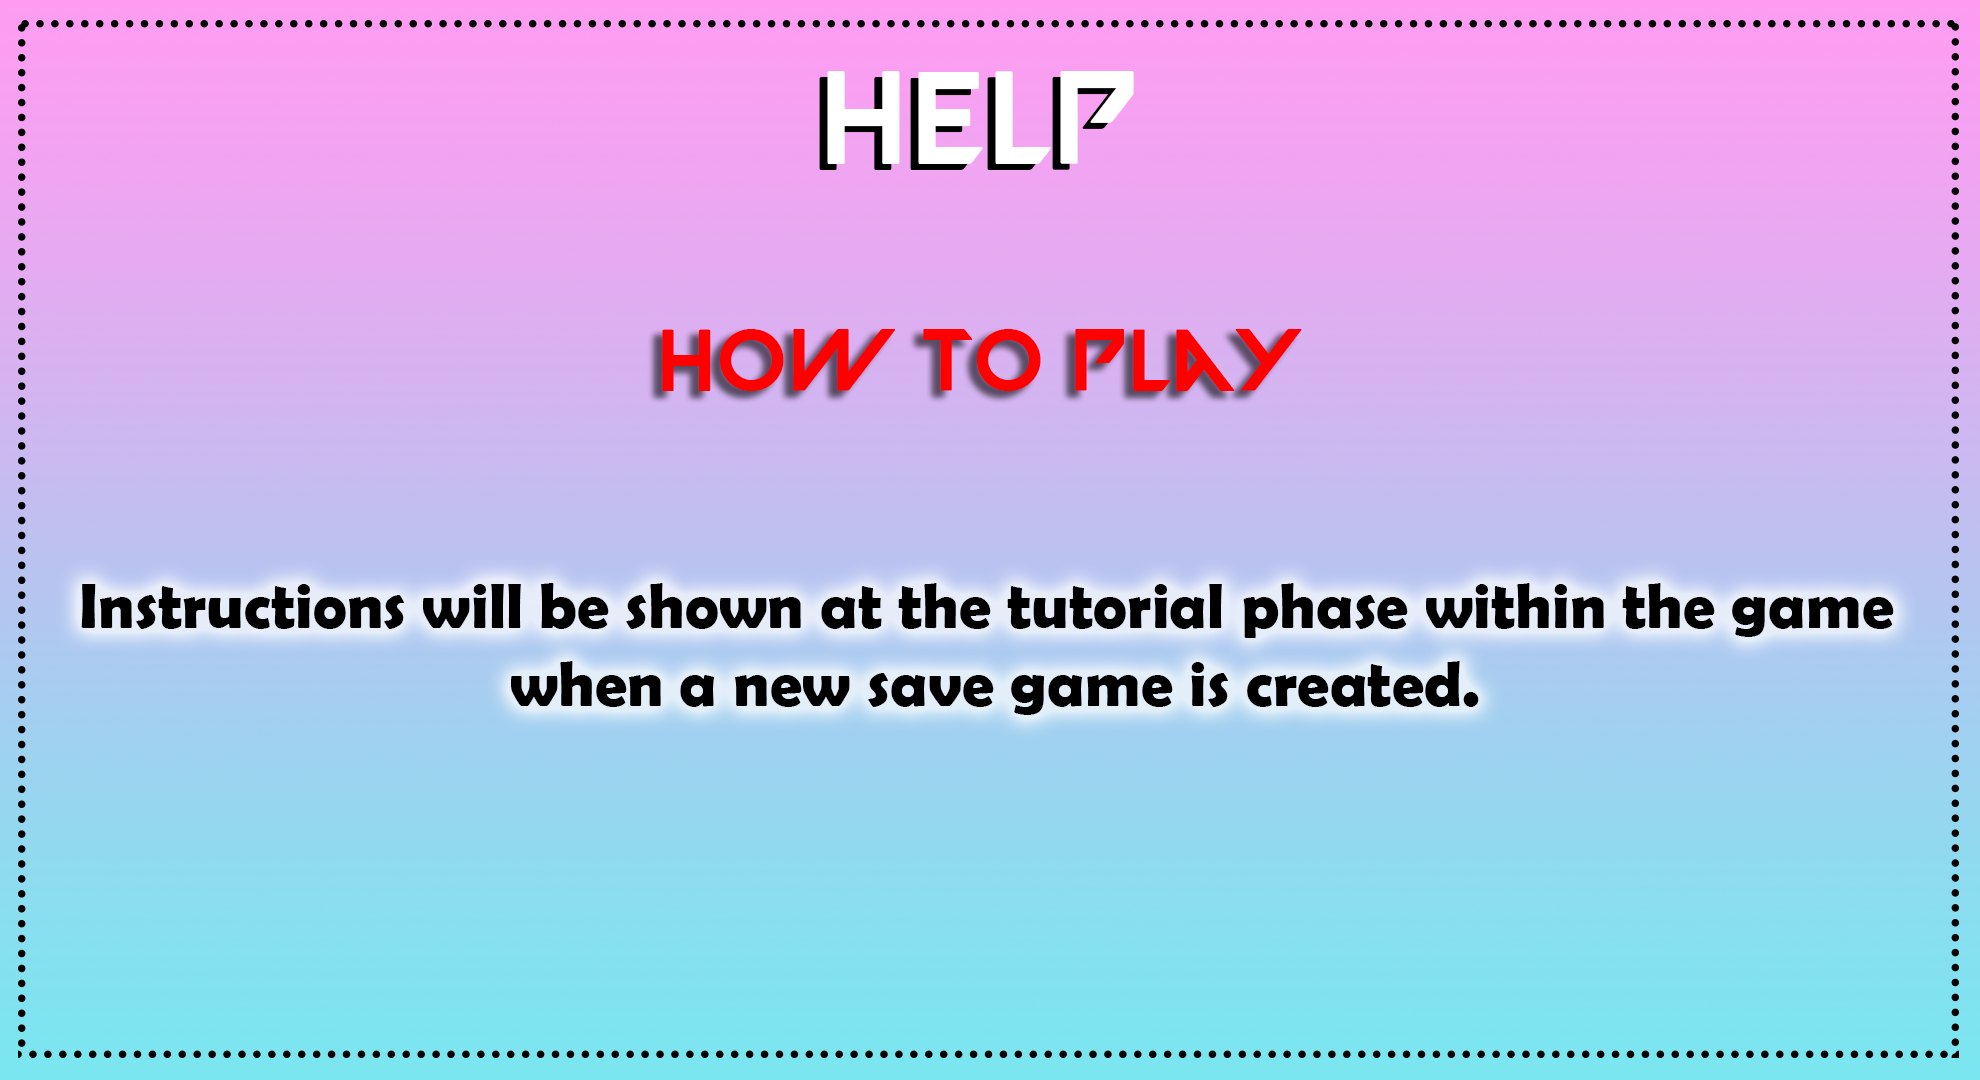 HELP
HOW TO PLAY
Instructions will be shown at the tutorial phase within the game
when a new save game is created.